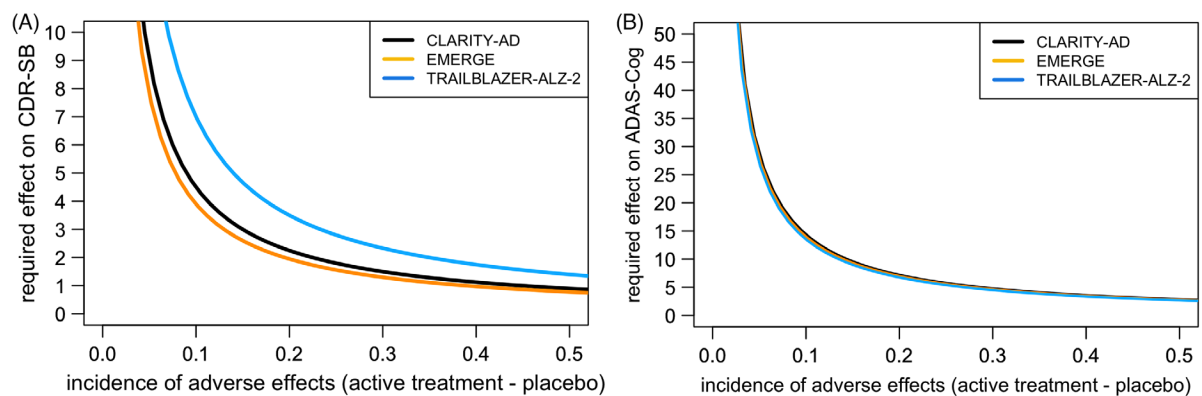 (A)
required effect on CDR-SB
10
9
8
7
6
5
4
3
2
1
0
CLARITY-AD
EMERGE
TRAILBLAZER-ALZ-2
0.0 0.1 0.2 0.3 0.4 0.5
incidence of adverse effects (active treatment - placebo)
(B)
required effect on ADAS-Cog
50
45
40
35
30
25
20
15
10
5
0
CLARITY-AD
EMERGE
TRAILBLAZER-ALZ-2
0.0 0.1 0.2 0.3 0.4 0.5
incidence of adverse effects (active treatment - placebo)